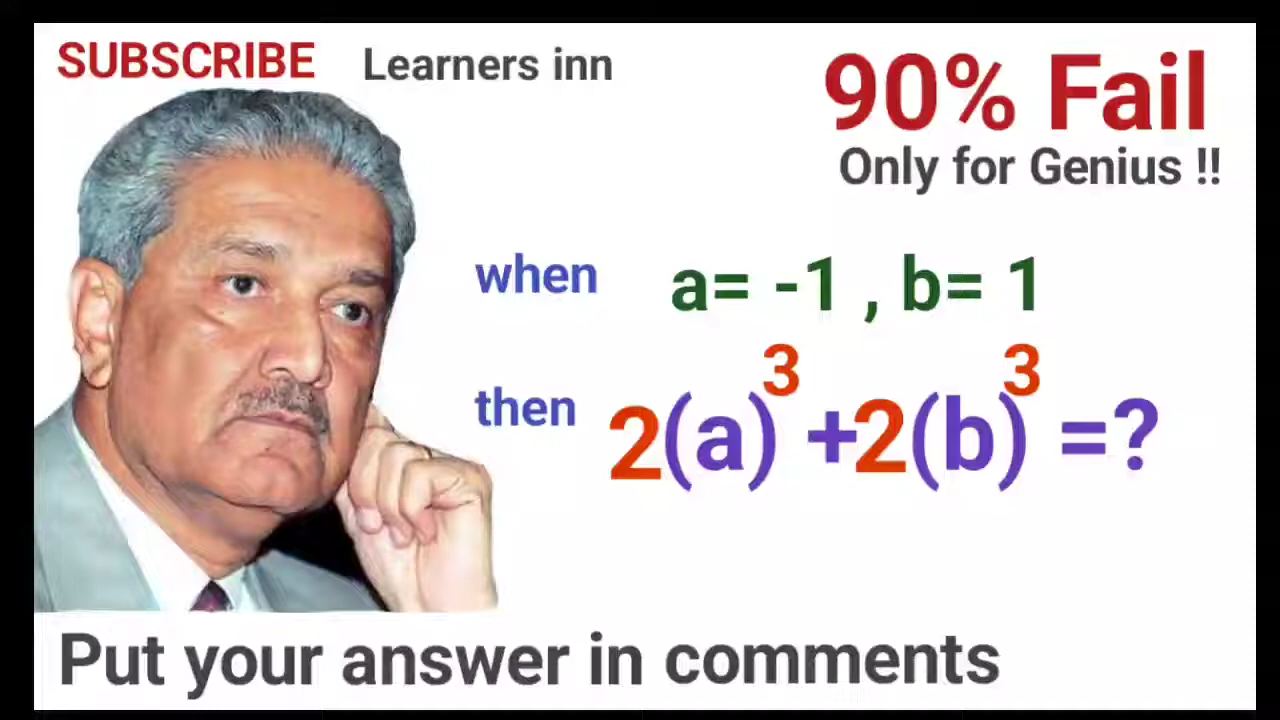 SUBSCRIBE Learners inn
90% Fail
Only for Genius !!
when a= -1 , b= 1
then 2(a)³ +2(b)³ =?
Put your answer in comments